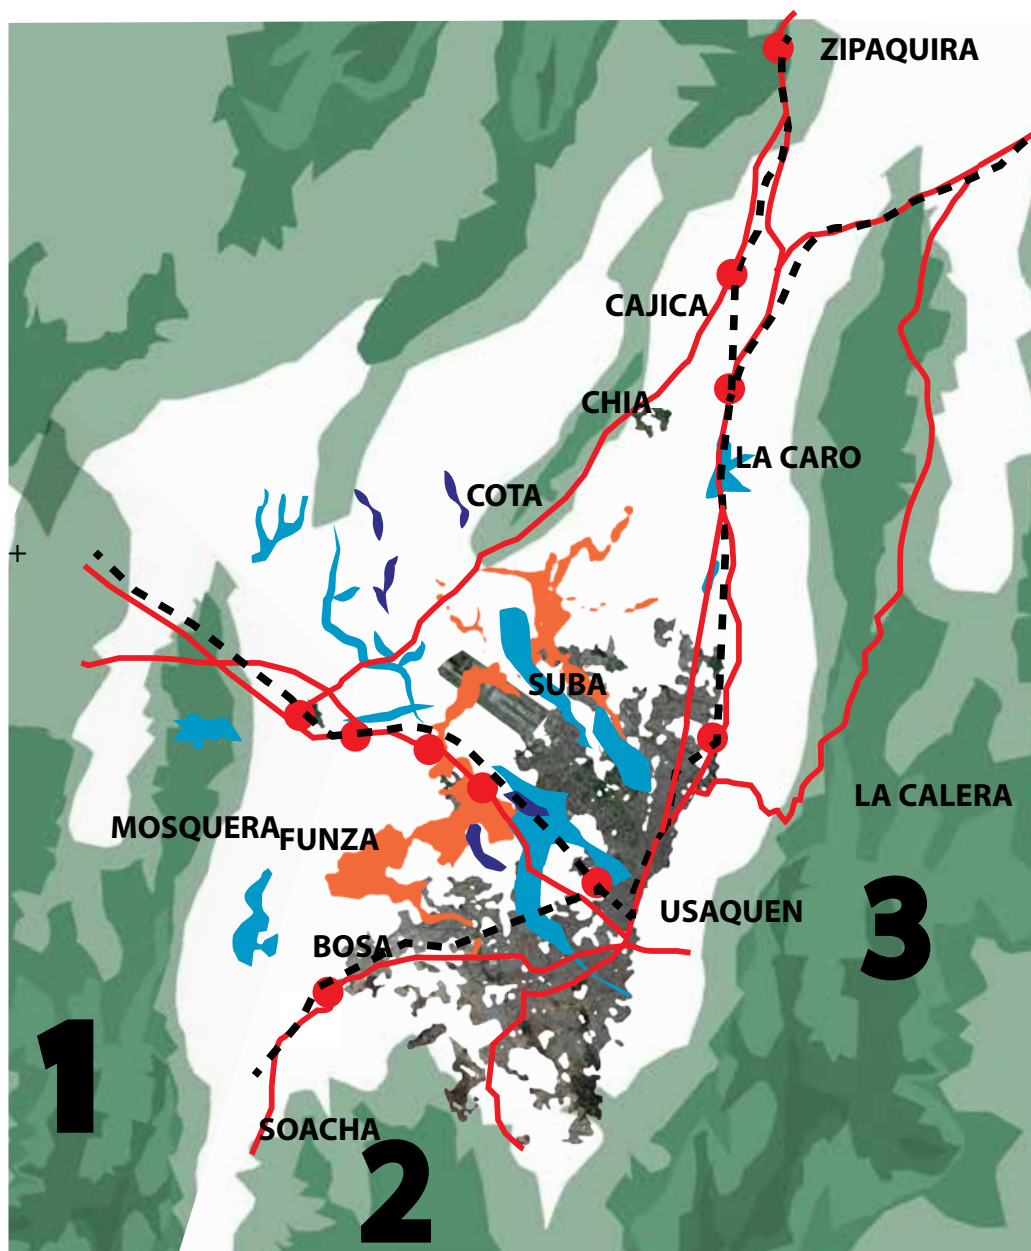 ZIPAQUIRA
CAJICA
CHIA
LA CARO
COTA
SUBA
LA CALERA
MOSQUERA
FUNZA
3
USAQUEN
BOSA
1
SOACHA
2